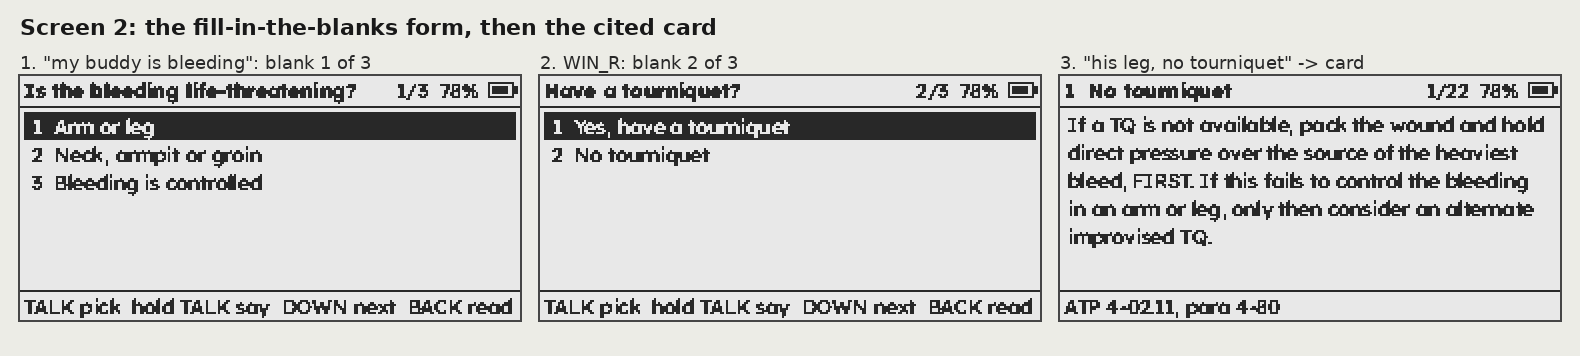 Screen 2: the fill-in-the-blanks form, then the cited card
1. "my buddy is bleeding": blank 1 of 3
Is the bleeding life-threatening? 1/3 78%
1 Arm or leg
2 Neck, armpit or groin
3 Bleeding is controlled
TALK pick hold TALK say DOWN next BACK read
2. WIN_R: blank 2 of 3
Have a tourniquet? 2/3 78%
1 Yes, have a tourniquet
2 No tourniquet
TALK pick hold TALK say DOWN next BACK read
3. "his leg, no tourniquet" -> card
1 No tourniquet 1/22 78%
If a TQ is not available, pack the wound and hold
direct pressure over the source of the heaviest
bleed, FIRST. If this fails to control the bleeding
in an arm or leg, only then consider an alternate
improvised TQ.
ATP 4-02.11, para 4-80